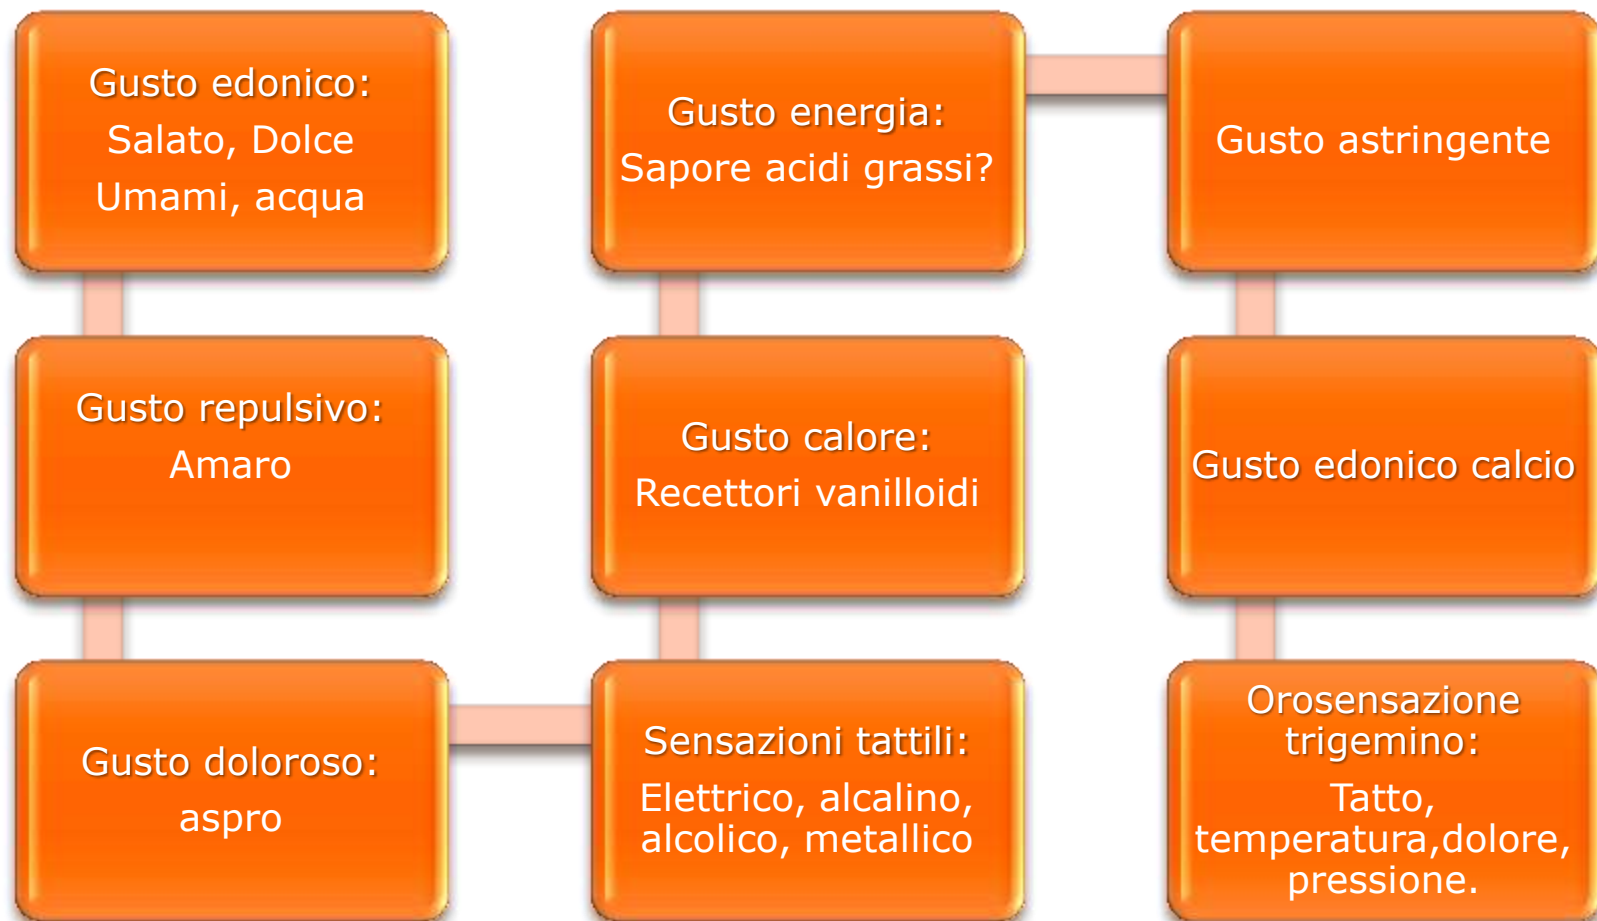 Gusto edonico:
Salato, Dolce
Umami, acqua
Gusto repulsivo:
Amaro
Gusto doloroso:
aspro
Sensazioni tattili:
Elettrico, alcalino,
alcolico, metallico
Gusto calore:
Recettori vanilloidi
Gusto energia:
Sapore acidi grassi?
Gusto astringente
Gusto edonico calcio
Orosensazione
trigemino:
Tatto,
temperatura,dolore,
pressione.